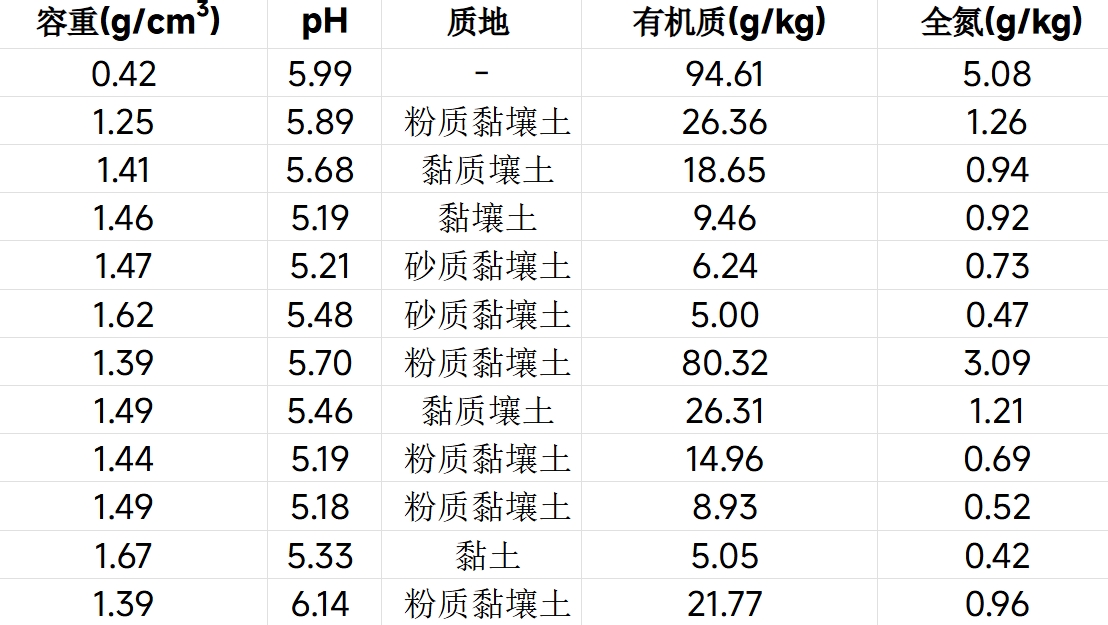 容重(g/cm³) pH 质地 有机质(g/kg) 全氮(g/kg)
0.42 5.99 - 94.61 5.08
1.25 5.89 粉质黏壤土 26.36 1.26
1.41 5.68 黏质壤土 18.65 0.94
1.46 5.19 黏壤土 9.46 0.92
1.47 5.21 砂质黏壤土 6.24 0.73
1.62 5.48 砂质黏壤土 5.00 0.47
1.39 5.70 粉质黏壤土 80.32 3.09
1.49 5.46 黏质壤土 26.31 1.21
1.44 5.19 粉质黏壤土 14.96 0.69
1.49 5.18 粉质黏壤土 8.93 0.52
1.67 5.33 黏土 5.05 0.42
1.39 6.14 粉质黏壤土 21.77 0.96